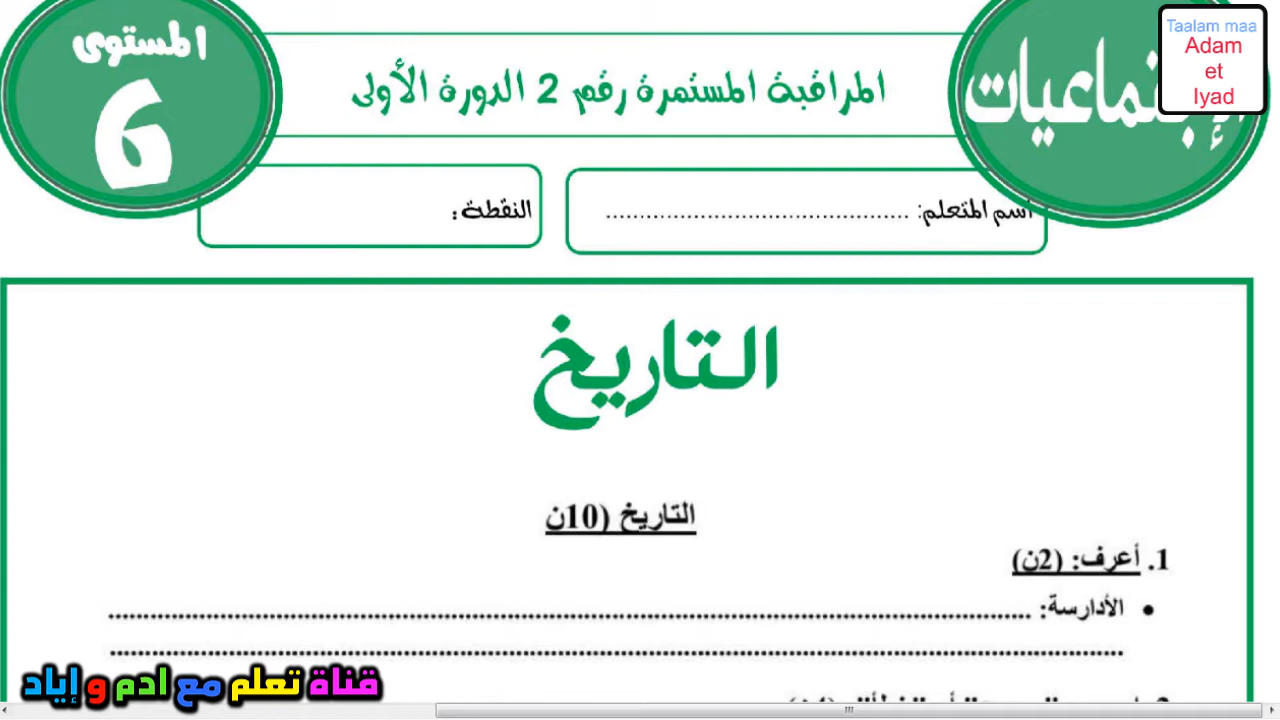 المستوى
6
المراقبة المستمرة رقم 2 الدورة الأولى
الإجتماعيات
Taalam maa
Adam
et
Iyad
اسم المتعلم: ............................................
النقطة:
التاريخ
التاريخ (10ن
1. أعرف: (2ن)
• الأدارسة: ................................................................................
................................................................................
قناة تعلم مع ادم و إياد